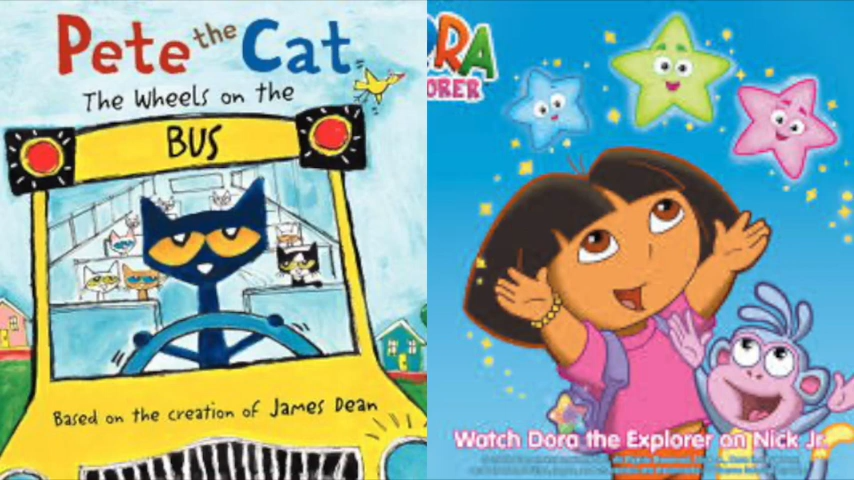 Pete the Cat
The Wheels on the
BUS
Based on the creation of James Dean
ORA
ORER
Watch Dora the Explorer on Nick Jr